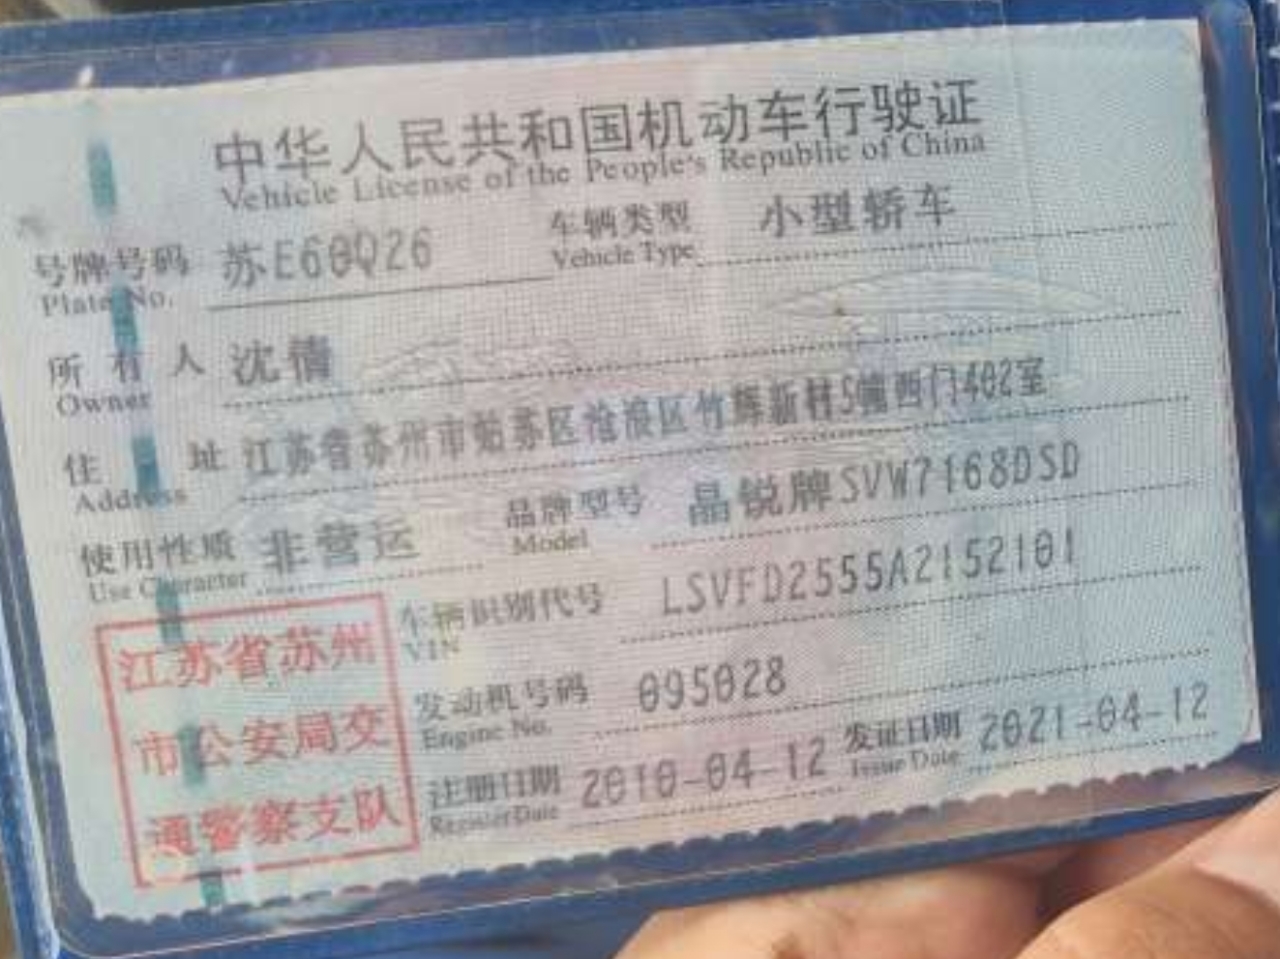 中华人民共和国机动车行驶证
Vehicle License of the People's Republic of China
号牌号码 苏E60Q26 车辆类型 小型轿车
Plate No. Vehicle Type
所有人 沈倩
Owner
住址 江苏省苏州市姑苏区沧浪区竹辉新村5幢西门402室
Address
使用性质 非营运 品牌型号 晶锐牌SVW7168DSD
Use Character Model
车辆识别代号 LSVFD2555A2152101
VIN
发动机号码 095028
Engine No.
注册日期 2010-04-12 发证日期 2021-04-12
Register Date Issue Date
江苏省苏州
市公安局交
通警察支队